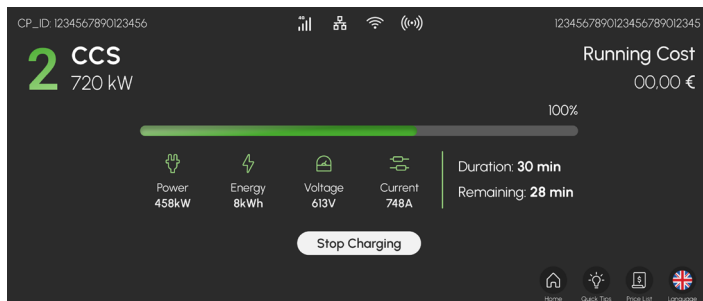 CP_ID: 1234567890123456
4G
1234567890123456789012345
2
CCS
720 kW
Running Cost
00,00 €
100%
Power
458kW
Energy
8kWh
Voltage
613V
Current
748A
Duration: 30 min
Remaining: 28 min
Stop Charging
Home
Quick Tips
Price List
Language